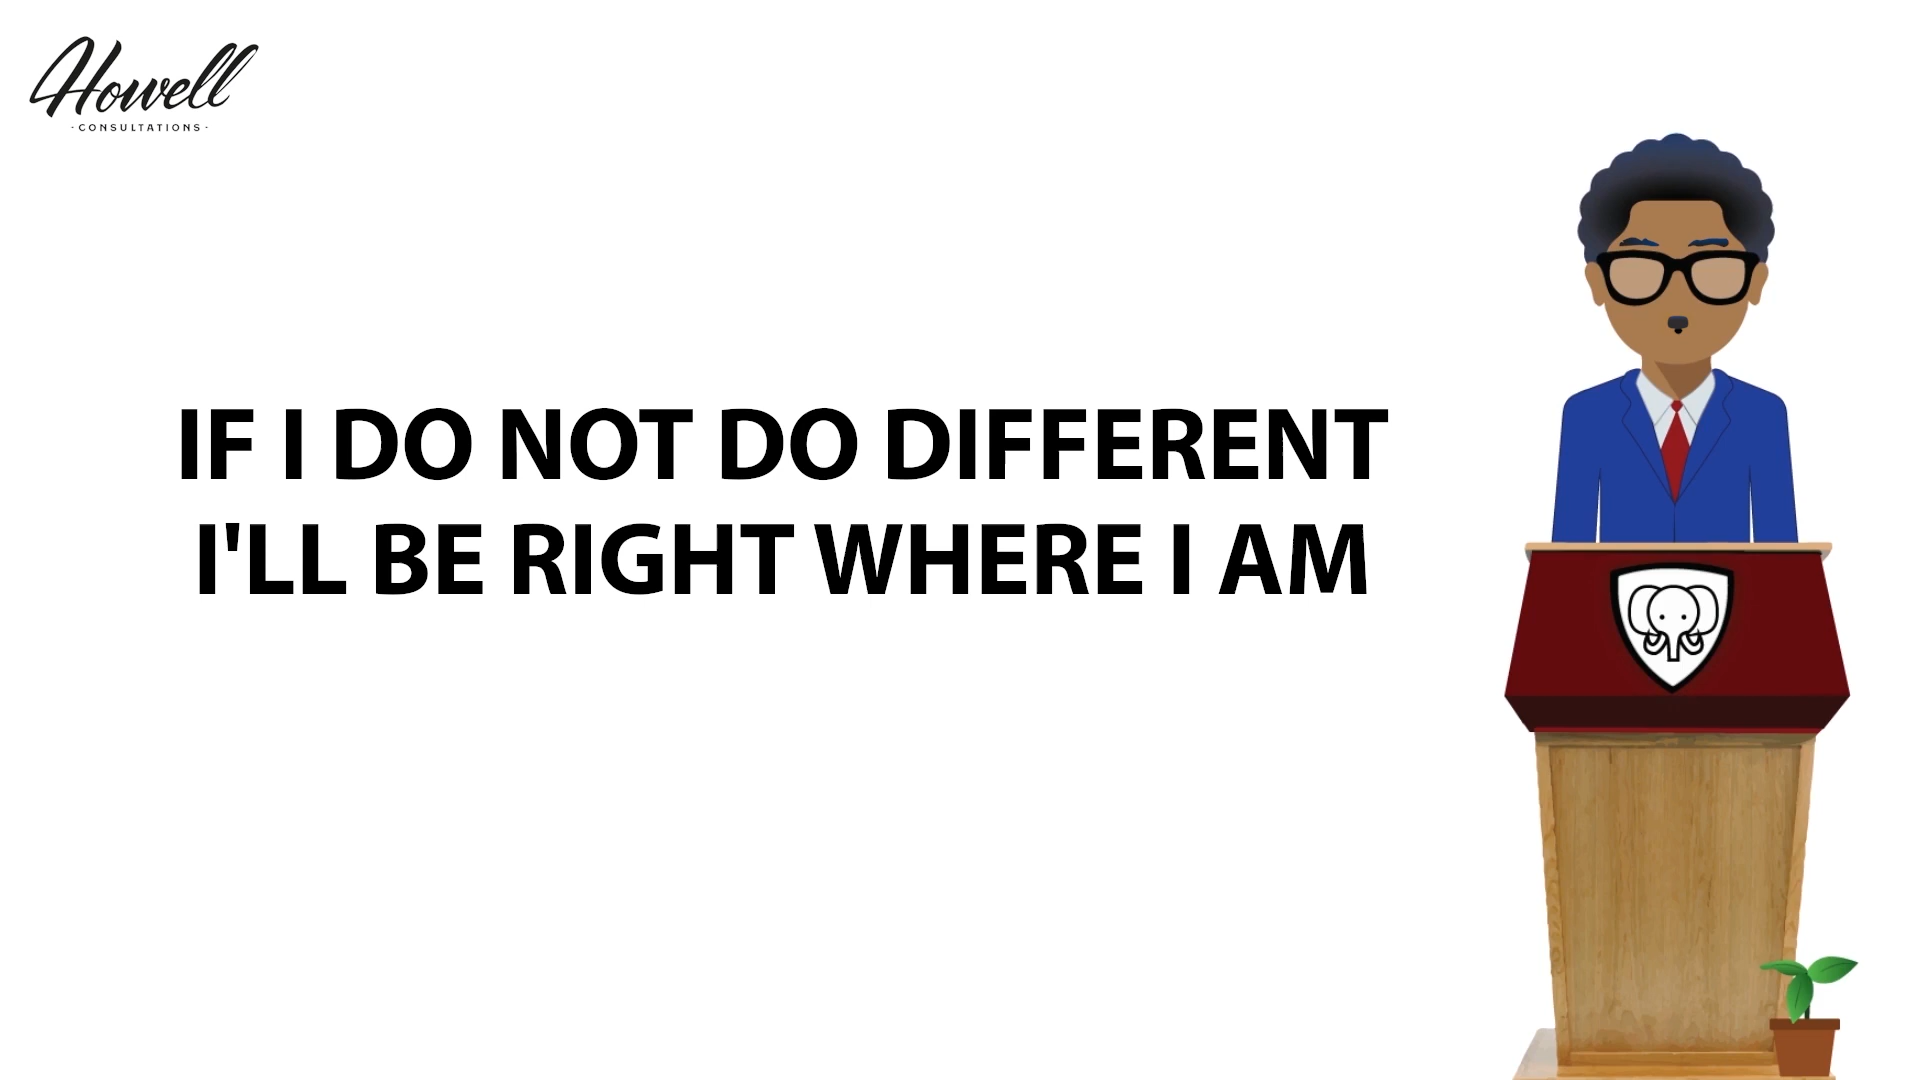 Howell
·CONSULTATIONS·
IF I DO NOT DO DIFFERENT
I'LL BE RIGHT WHERE I AM